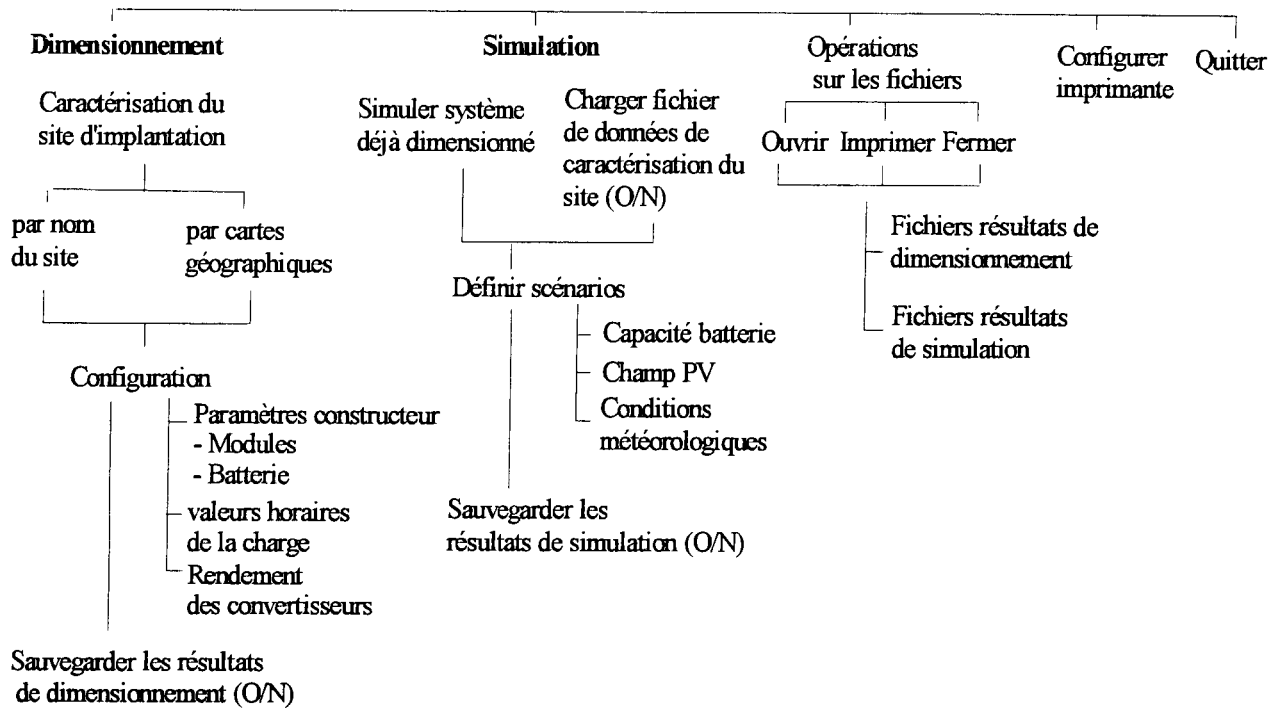 Dimensionnement
Caractérisation du
site d'implantation
par nom
du site
par cartes
géographiques
Configuration
Paramètres constructeur
- Modules
- Batterie
valeurs horaires
de la charge
Rendement
des convertisseurs
Sauvegarder les résultats
de dimensionnement (O/N)
Simulation
Simuler système
déjà dimensionné
Charger fichier
de données de
caractérisation du
site (O/N)
Définir scénarios
Capacité batterie
Champ PV
Conditions
météorologiques
Sauvegarder les
résultats de simulation (O/N)
Opérations
sur les fichiers
Ouvrir Imprimer Fermer
Fichiers résultats de
dimensionnement
Fichiers résultats
de simulation
Configurer
imprimante
Quitter